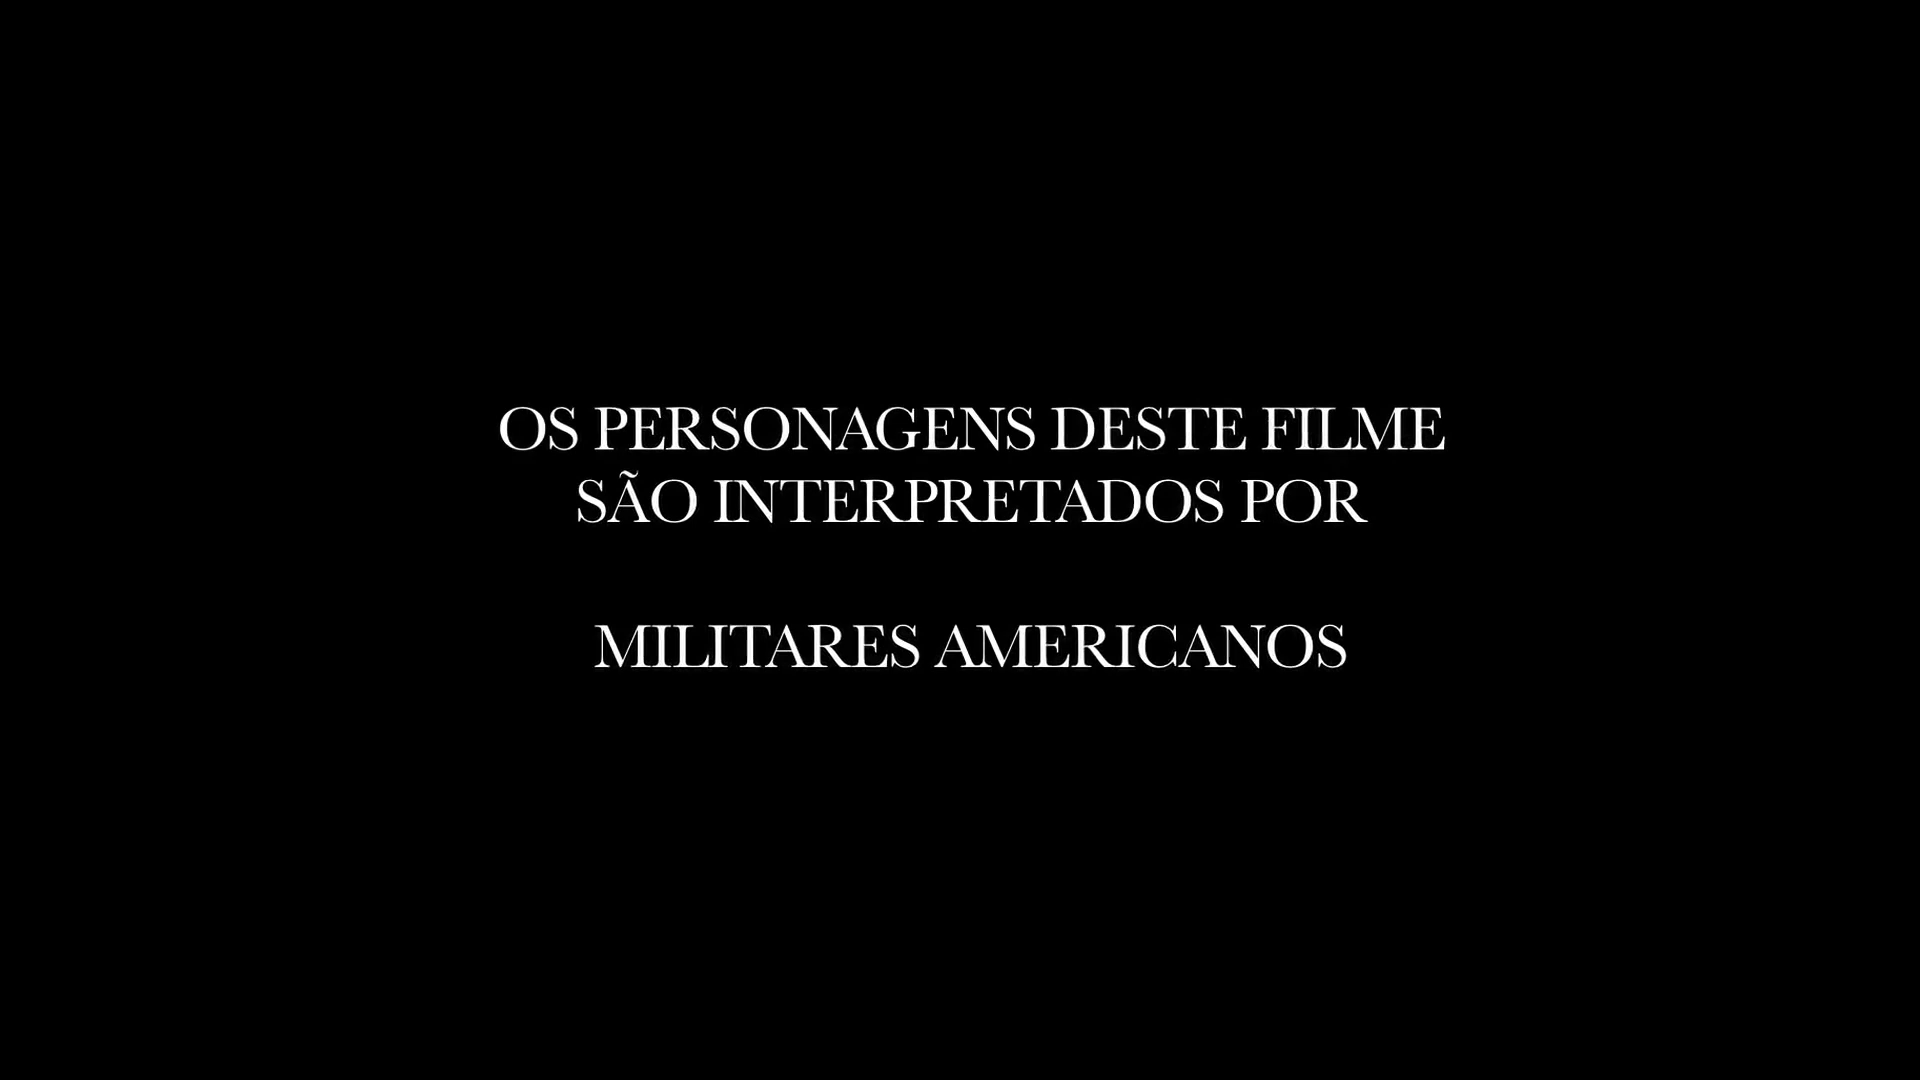 OS PERSONAGENS DESTE FILME
SÃO INTERPRETADOS POR
MILITARES AMERICANOS